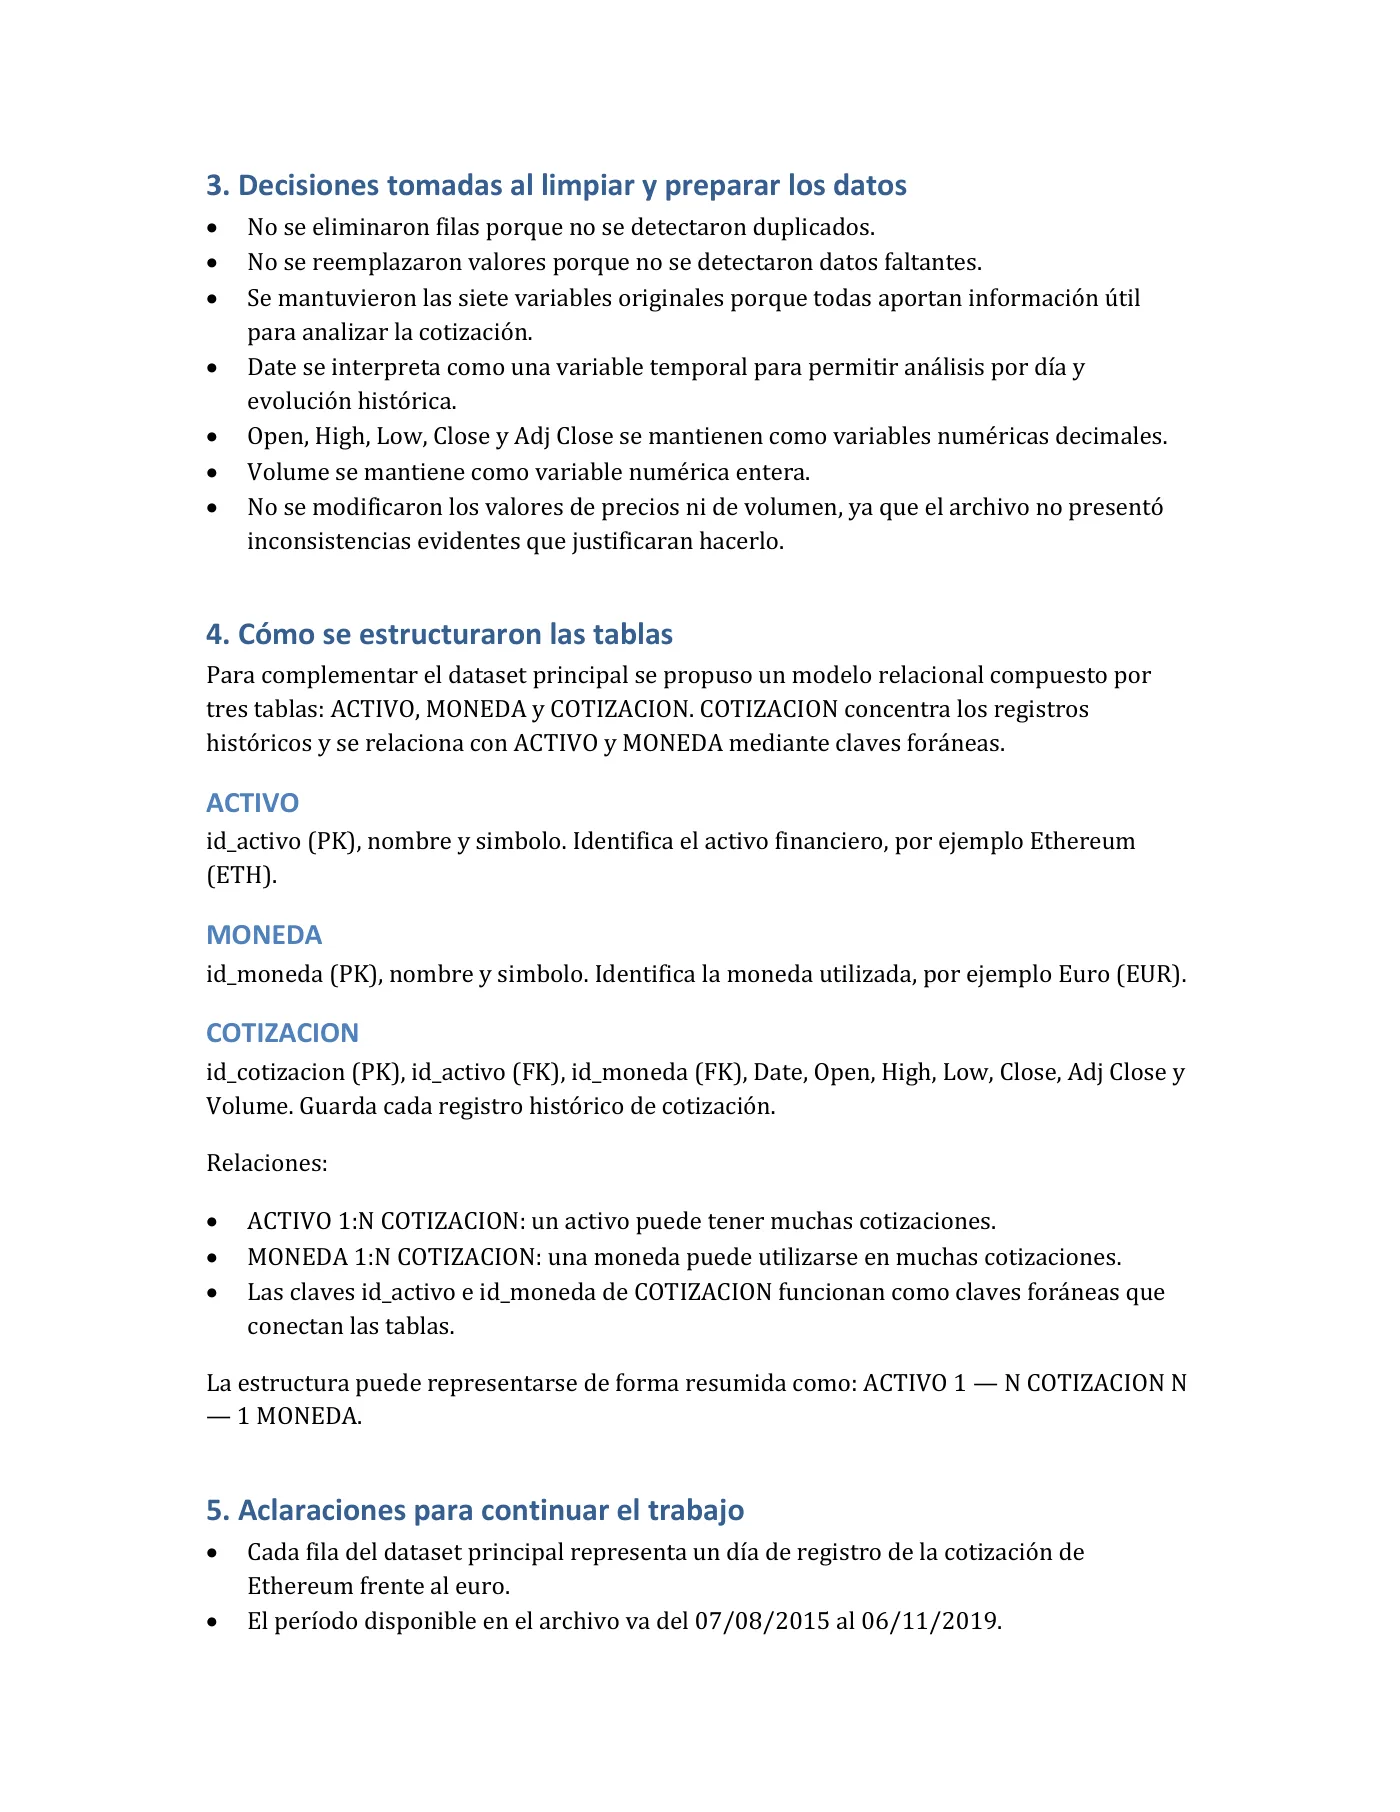 3. Decisiones tomadas al limpiar y preparar los datos
• No se eliminaron filas porque no se detectaron duplicados.
• No se reemplazaron valores porque no se detectaron datos faltantes.
• Se mantuvieron las siete variables originales porque todas aportan información útil
para analizar la cotización.
• Date se interpreta como una variable temporal para permitir análisis por día y
evolución histórica.
• Open, High, Low, Close y Adj Close se mantienen como variables numéricas decimales.
• Volume se mantiene como variable numérica entera.
• No se modificaron los valores de precios ni de volumen, ya que el archivo no presentó
inconsistencias evidentes que justificaran hacerlo.
4. Cómo se estructuraron las tablas
Para complementar el dataset principal se propuso un modelo relacional compuesto por
tres tablas: ACTIVO, MONEDA y COTIZACION. COTIZACION concentra los registros
históricos y se relaciona con ACTIVO y MONEDA mediante claves foráneas.
ACTIVO
id_activo (PK), nombre y simbolo. Identifica el activo financiero, por ejemplo Ethereum
(ETH).
MONEDA
id_moneda (PK), nombre y simbolo. Identifica la moneda utilizada, por ejemplo Euro (EUR).
COTIZACION
id_cotizacion (PK), id_activo (FK), id_moneda (FK), Date, Open, High, Low, Close, Adj Close y
Volume. Guarda cada registro histórico de cotización.
Relaciones:
• ACTIVO 1:N COTIZACION: un activo puede tener muchas cotizaciones.
• MONEDA 1:N COTIZACION: una moneda puede utilizarse en muchas cotizaciones.
• Las claves id_activo e id_moneda de COTIZACION funcionan como claves foráneas que
conectan las tablas.
La estructura puede representarse de forma resumida como: ACTIVO 1 — N COTIZACION N
— 1 MONEDA.
5. Aclaraciones para continuar el trabajo
• Cada fila del dataset principal representa un día de registro de la cotización de
Ethereum frente al euro.
• El período disponible en el archivo va del 07/08/2015 al 06/11/2019.